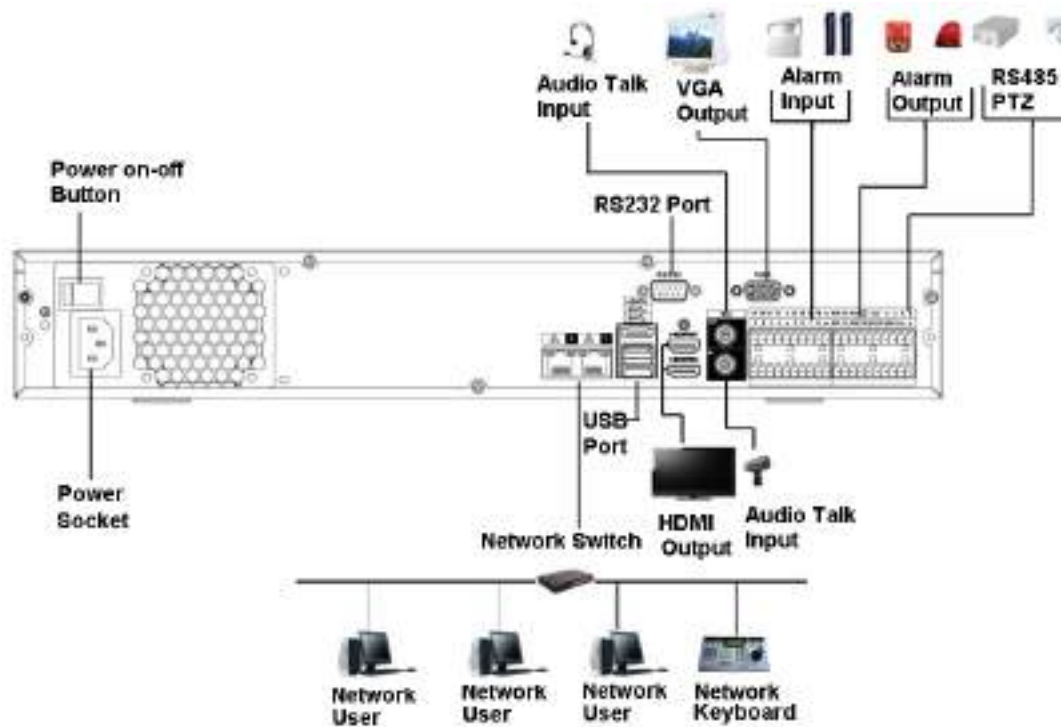 Audio Talk
Input
VGA
Output
Alarm
Input
Alarm
Output
RS485
PTZ
Power on-off
Button
RS232 Port
USB
Port
Power
Socket
Network Switch
HDMI
Output
Audio Talk
Input
Network
User
Network
User
Network
User
Network
Keyboard